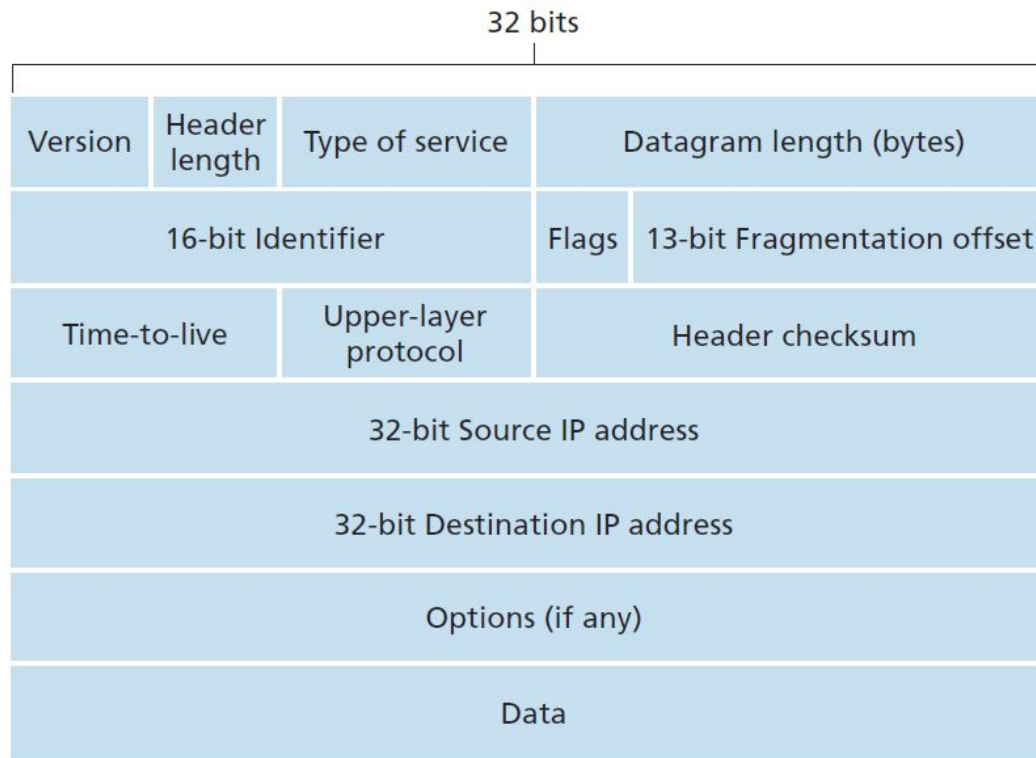 32 bits
Version
Header
length
Type of service
Datagram length (bytes)
16-bit Identifier
Flags
13-bit Fragmentation offset
Time-to-live
Upper-layer
protocol
Header checksum
32-bit Source IP address
32-bit Destination IP address
Options (if any)
Data